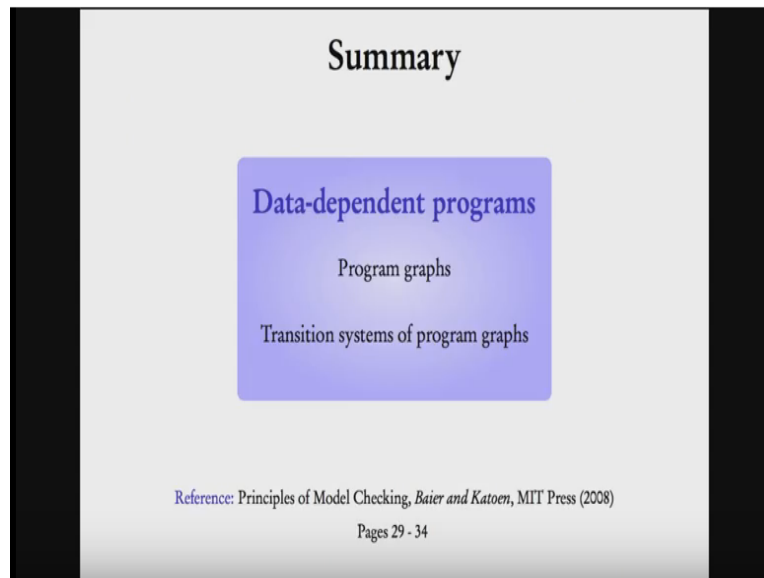 Summary
Data-dependent programs
Program graphs
Transition systems of program graphs
Reference: Principles of Model Checking, Baier and Katoen, MIT Press (2008)
Pages 29 - 34